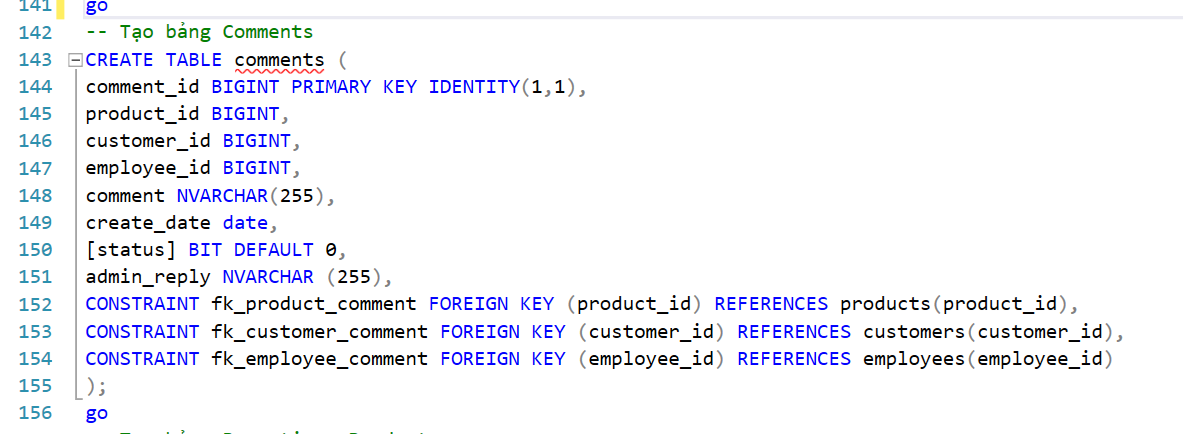 141 go
142 -- Tạo bảng Comments
143 CREATE TABLE comments (
144 comment_id BIGINT PRIMARY KEY IDENTITY(1,1),
145 product_id BIGINT,
146 customer_id BIGINT,
147 employee_id BIGINT,
148 comment NVARCHAR(255),
149 create_date date,
150 [status] BIT DEFAULT 0,
151 admin_reply NVARCHAR (255),
152 CONSTRAINT fk_product_comment FOREIGN KEY (product_id) REFERENCES products(product_id),
153 CONSTRAINT fk_customer_comment FOREIGN KEY (customer_id) REFERENCES customers(customer_id),
154 CONSTRAINT fk_employee_comment FOREIGN KEY (employee_id) REFERENCES employees(employee_id)
155 );
156 go